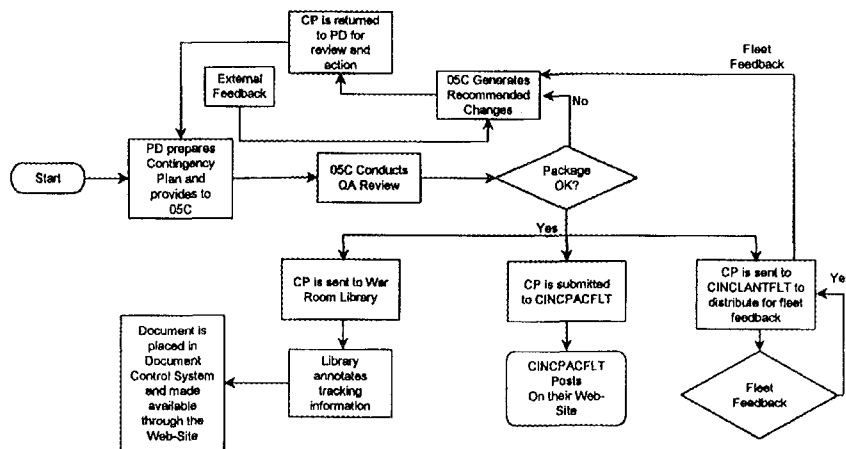 CP is returned
to PD for
review and
action
Fleet
Feedback
External
Feedback
05C Generates
Recommended
Changes
No
Start
PD prepares
Contingency
Plan and
provides to
05C
05C Conducts
QA Review
Package
OK?
Yes
CP is sent to War
Room Library
CP is submitted
to CINCPACFLT
CP is sent to
CINCLANTFLT to
distribute for fleet
feedback
Ye
Document is
placed in
Document
Control System
and made
available
through the
Web-Site
Library
annotates
tracking
information
CINCPACFLT
Posts
On their Web-
Site
Fleet
Feedback